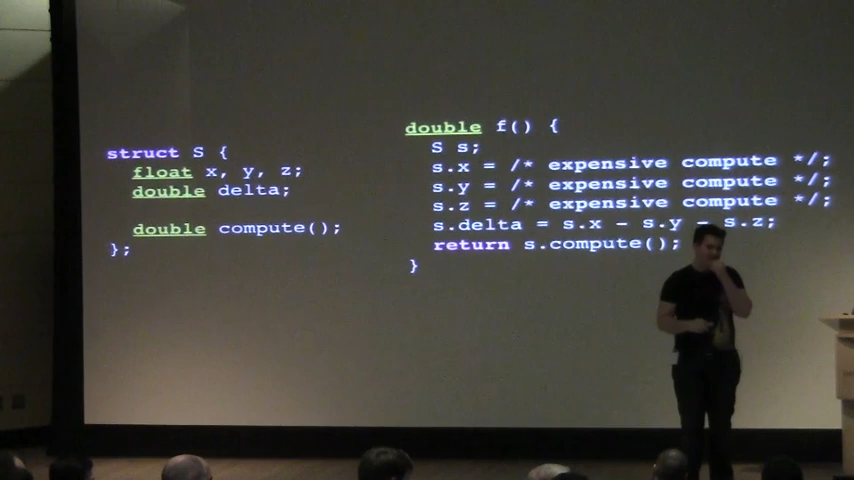 struct S {
float x, y, z;
double delta;
double compute();
};
double f() {
S s;
s.x = /* expensive compute */;
s.y = /* expensive compute */;
s.z = /* expensive compute */;
s.delta = s.x - s.y - s.z;
return s.compute();
}